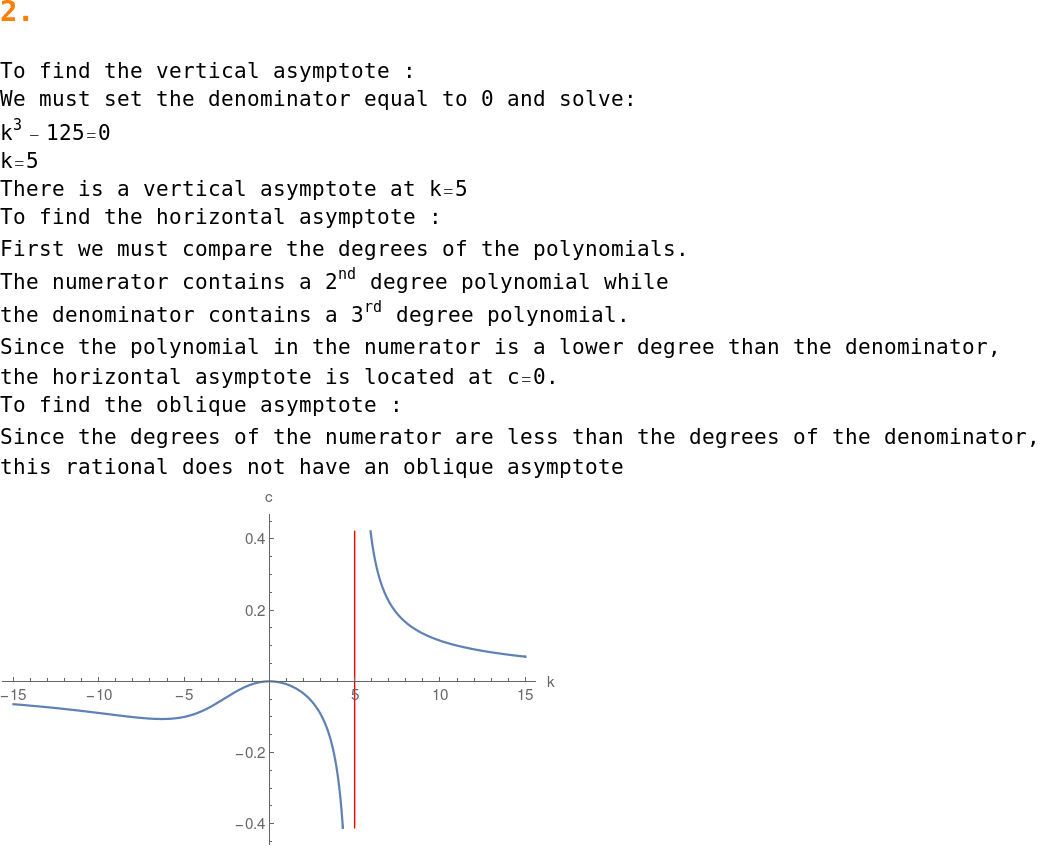 2.
To find the vertical asymptote :
We must set the denominator equal to 0 and solve:
k³ – 125=0
k=5
There is a vertical asymptote at k=5
To find the horizontal asymptote :
First we must compare the degrees of the polynomials.
The numerator contains a 2ⁿᵈ degree polynomial while
the denominator contains a 3ʳᵈ degree polynomial.
Since the polynomial in the numerator is a lower degree than the denominator,
the horizontal asymptote is located at c=0.
To find the oblique asymptote :
Since the degrees of the numerator are less than the degrees of the denominator,
this rational does not have an oblique asymptote
c
0.4
0.2
k
−15 −10 −5 5 10 15
−0.2
−0.4